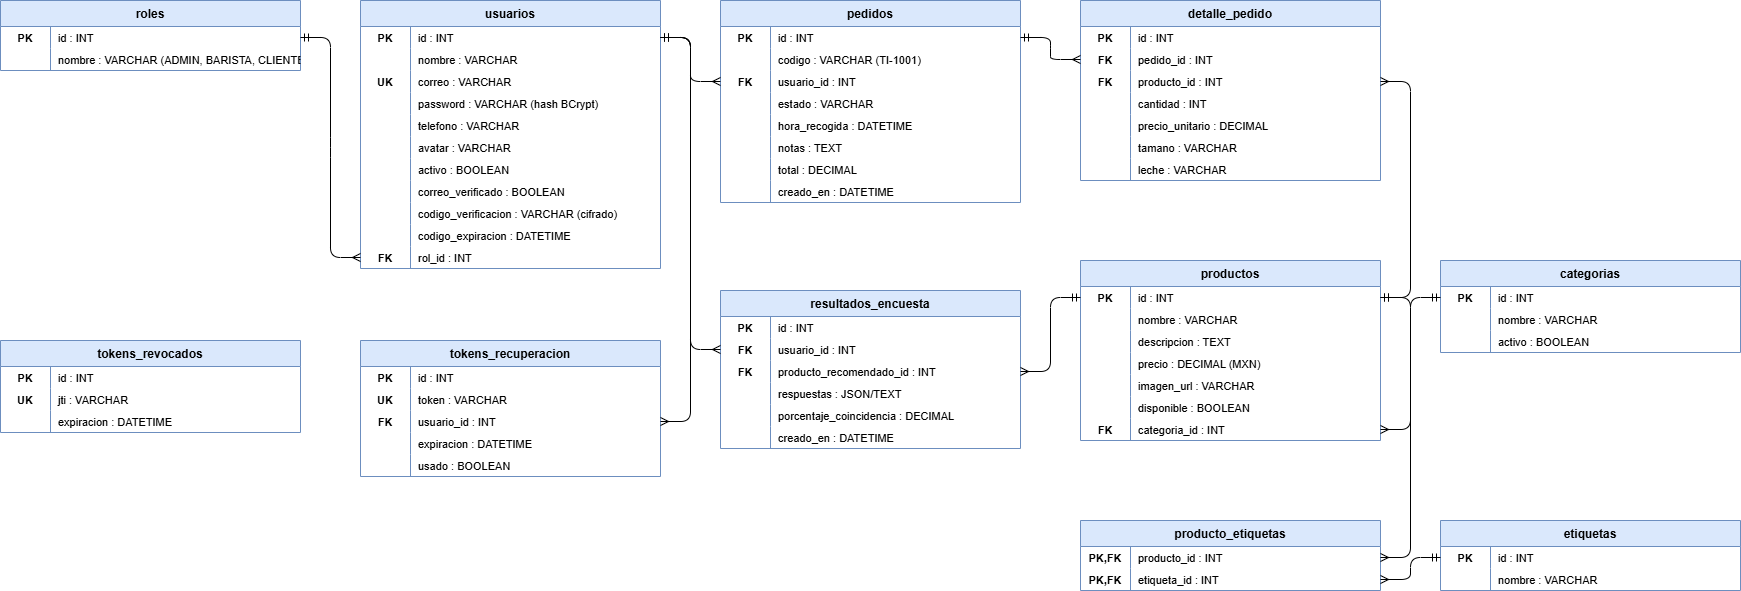 roles
PK id : INT
nombre : VARCHAR (ADMIN, BARISTA, CLIENTE
usuarios
PK id : INT
nombre : VARCHAR
UK correo : VARCHAR
password : VARCHAR (hash BCrypt)
telefono : VARCHAR
avatar : VARCHAR
activo : BOOLEAN
correo_verificado : BOOLEAN
codigo_verificacion : VARCHAR (cifrado)
codigo_expiracion : DATETIME
FK rol_id : INT
pedidos
PK id : INT
codigo : VARCHAR (TI-1001)
FK usuario_id : INT
estado : VARCHAR
hora_recogida : DATETIME
notas : TEXT
total : DECIMAL
creado_en : DATETIME
detalle_pedido
PK id : INT
FK pedido_id : INT
FK producto_id : INT
cantidad : INT
precio_unitario : DECIMAL
tamano : VARCHAR
leche : VARCHAR
tokens_revocados
PK id : INT
UK jti : VARCHAR
expiracion : DATETIME
tokens_recuperacion
PK id : INT
UK token : VARCHAR
FK usuario_id : INT
expiracion : DATETIME
usado : BOOLEAN
resultados_encuesta
PK id : INT
FK usuario_id : INT
FK producto_recomendado_id : INT
respuestas : JSON/TEXT
porcentaje_coincidencia : DECIMAL
creado_en : DATETIME
productos
PK id : INT
nombre : VARCHAR
descripcion : TEXT
precio : DECIMAL (MXN)
imagen_url : VARCHAR
disponible : BOOLEAN
FK categoria_id : INT
categorias
PK id : INT
nombre : VARCHAR
activo : BOOLEAN
producto_etiquetas
PK,FK producto_id : INT
PK,FK etiqueta_id : INT
etiquetas
PK id : INT
nombre : VARCHAR